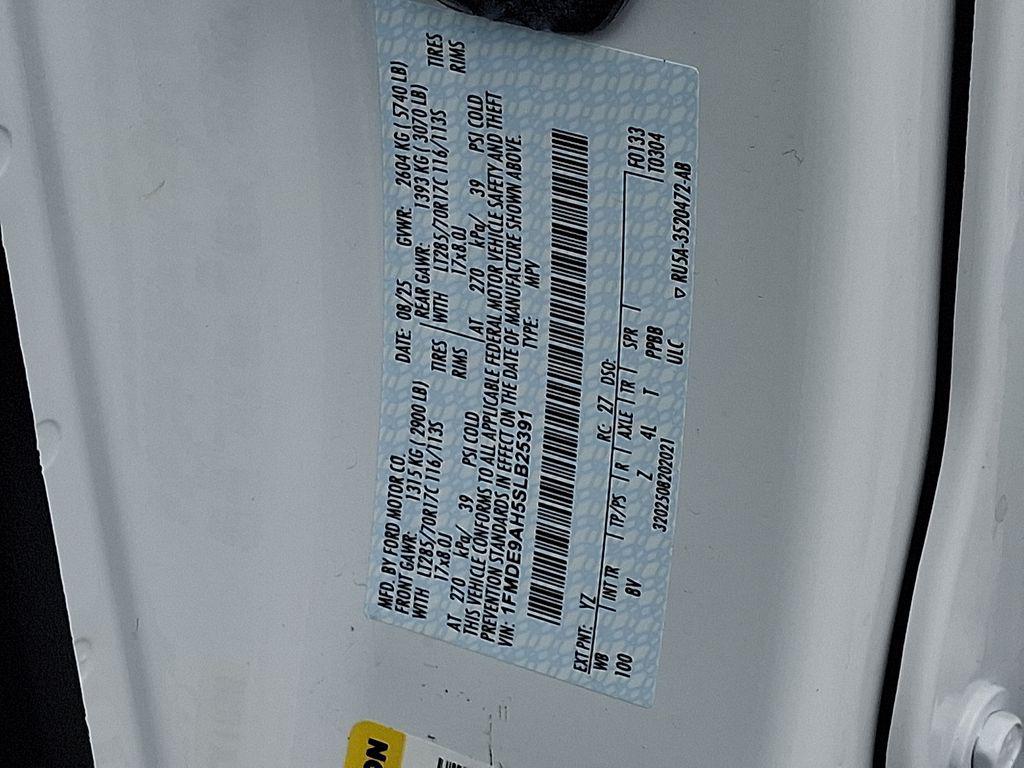 MFD. BY FORD MOTOR CO.
DATE: 08/25 GVWR: 2604 KG ( 5740 LB)
FRONT GAWR: 1315 KG ( 2900 LB) REAR GAWR: 1393 KG ( 3070 LB)
WITH LT285/70R17C 116/113S TIRES WITH LT285/70R17C 116/113S TIRES
17x8.0J RIMS 17x8.0J RIMS
AT 270 kPa/ 39 PSI COLD AT 270 kPa/ 39 PSI COLD
THIS VEHICLE CONFORMS TO ALL APPLICABLE FEDERAL MOTOR VEHICLE SAFETY AND THEFT
PREVENTION STANDARDS IN EFFECT ON THE DATE OF MANUFACTURE SHOWN ABOVE.
VIN: 1FMDE9AH5SLB25391 TYPE: MPV
EXT PNT: YZ RC: 27 DSO: F0133
WB INT TR TP/PS R AXLE TR SPR T0304
100 8V Z 4L T PPBB
32023508202021 ULC ▽ RU5A-3520472-AB